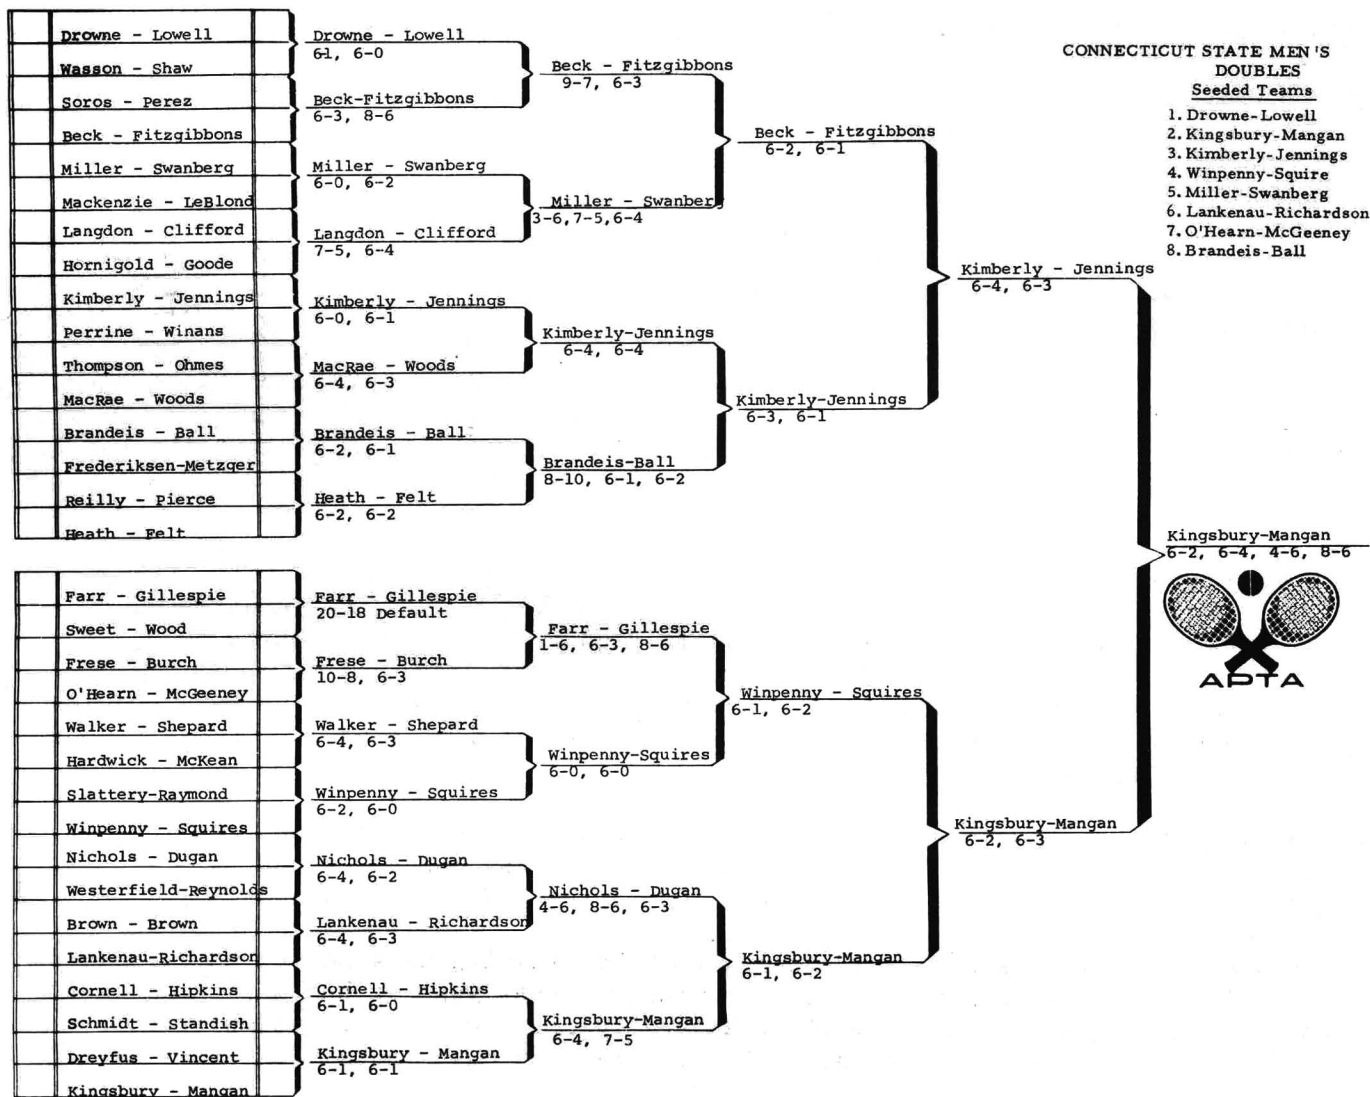 CONNECTICUT STATE MEN'S
DOUBLES
Seeded Teams
1. Drowne-Lowell
2. Kingsbury-Mangan
3. Kimberly-Jennings
4. Winpenny-Squire
5. Miller-Swanberg
6. Lankenau-Richardson
7. O'Hearn-McGeeney
8. Brandeis-Ball
Drowne - Lowell
Wasson - Shaw
Soros - Perez
Beck - Fitzgibbons
Miller - Swanberg
Mackenzie - LeBlond
Langdon - Clifford
Hornigold - Goode
Kimberly - Jennings
Perrine - Winans
Thompson - Ohmes
MacRae - Woods
Brandeis - Ball
Frederiksen-Metzger
Reilly - Pierce
Heath - Felt
Farr - Gillespie
Sweet - Wood
Frese - Burch
O'Hearn - McGeeney
Walker - Shepard
Hardwick - McKean
Slattery-Raymond
Winpenny - Squires
Nichols - Dugan
Westerfield-Reynolds
Brown - Brown
Lankenau-Richardson
Cornell - Hipkins
Schmidt - Standish
Dreyfus - Vincent
Kingsbury - Mangan
Drowne - Lowell
6-1, 6-0
Beck-Fitzgibbons
6-3, 8-6
Miller - Swanberg
6-0, 6-2
Langdon - Clifford
7-5, 6-4
Kimberly - Jennings
6-0, 6-1
MacRae - Woods
6-4, 6-3
Brandeis - Ball
6-2, 6-1
Heath - Felt
6-2, 6-2
Farr - Gillespie
20-18 Default
Frese - Burch
10-8, 6-3
Walker - Shepard
6-4, 6-3
Winpenny - Squires
6-2, 6-0
Nichols - Dugan
6-4, 6-2
Lankenau - Richardson
6-4, 6-3
Cornell - Hipkins
6-1, 6-0
Kingsbury - Mangan
6-1, 6-1
Beck - Fitzgibbons
9-7, 6-3
Miller - Swanberg
3-6,7-5,6-4
Kimberly-Jennings
6-4, 6-4
Brandeis-Ball
8-10, 6-1, 6-2
Farr - Gillespie
1-6, 6-3, 8-6
Winpenny-Squires
6-0, 6-0
Nichols - Dugan
4-6, 8-6, 6-3
Kingsbury-Mangan
6-4, 7-5
Beck - Fitzgibbons
6-2, 6-1
Kimberly-Jennings
6-3, 6-1
Winpenny - Squires
6-1, 6-2
Kingsbury-Mangan
6-1, 6-2
Kimberly - Jennings
6-4, 6-3
Kingsbury-Mangan
6-2, 6-3
Kingsbury-Mangan
6-2, 6-4, 4-6, 8-6
APTA